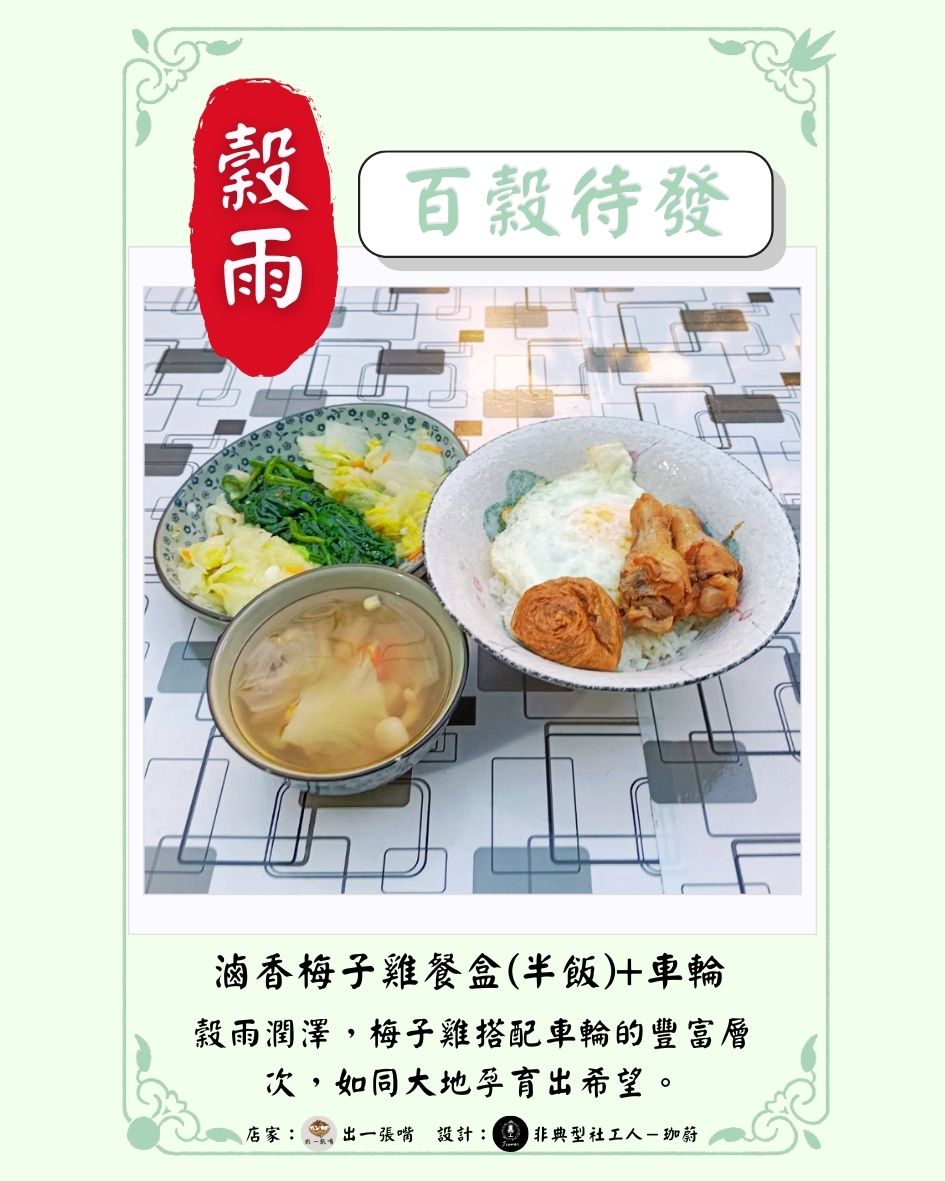 穀雨
百穀待發
滷香梅子雞餐盒(半飯)+車輪
穀雨潤澤，梅子雞搭配車輪的豐富層
次，如同大地孕育出希望。
店家： 出一張嘴 設計： 非典型社工人－珈蔚